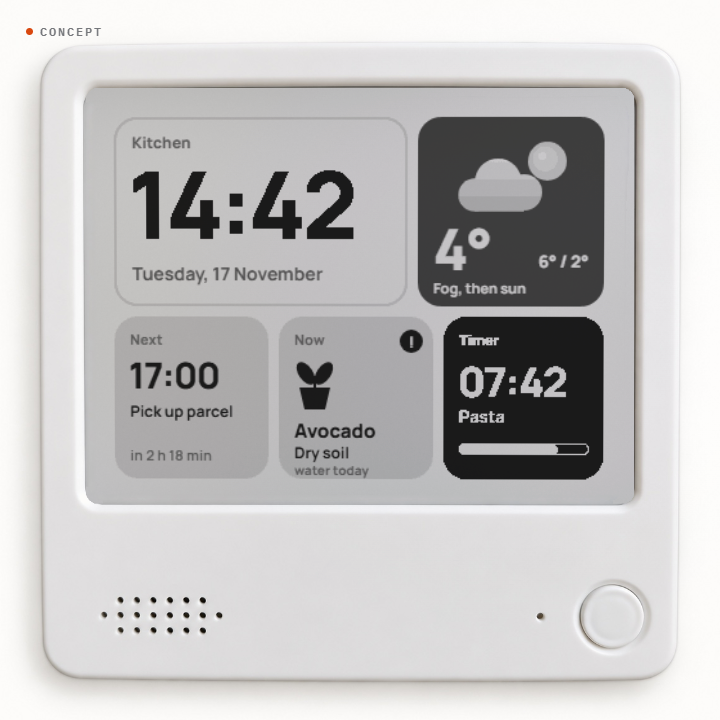 CONCEPT
Kitchen
14:42
Tuesday, 17 November
4°
6° / 2°
Fog, then sun
Next
17:00
Pick up parcel
in 2 h 18 min
Now
!
Avocado
Dry soil
water today
Timer
07:42
Pasta